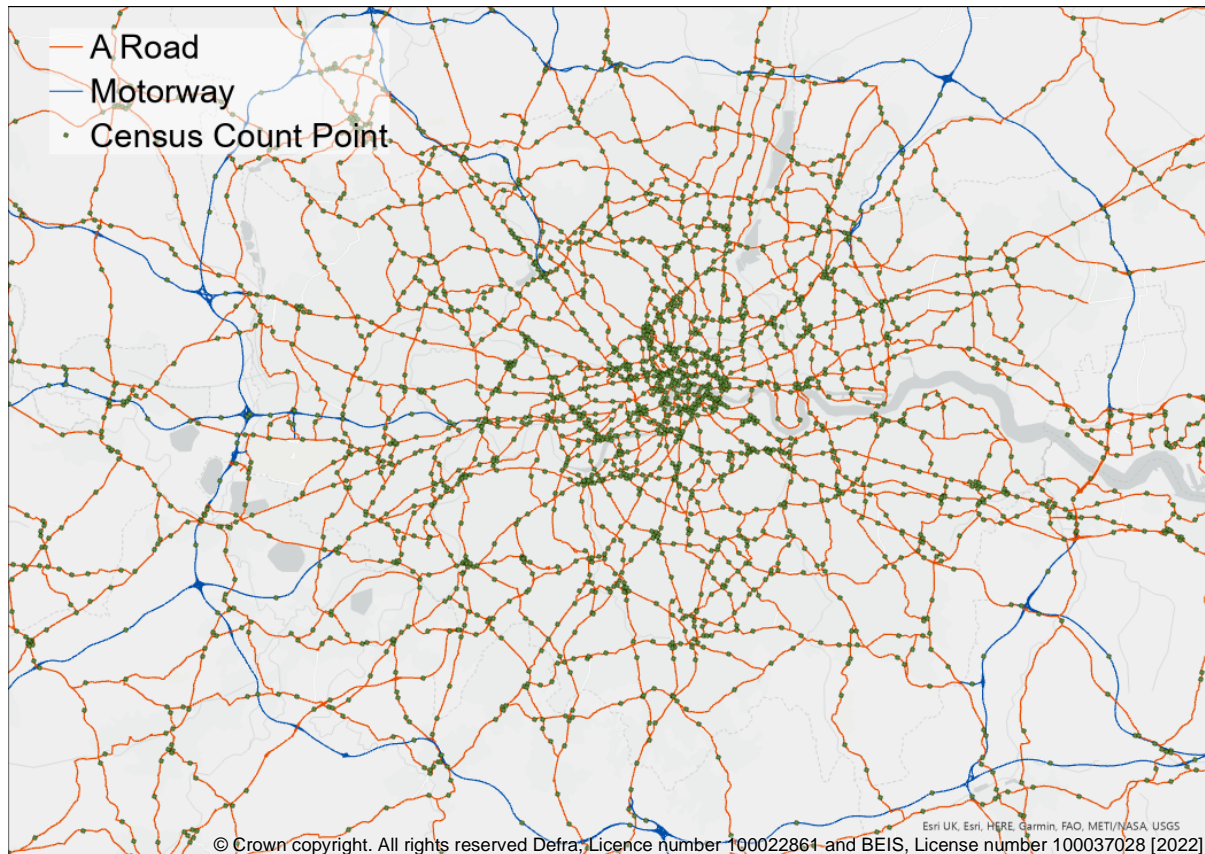 A Road
Motorway
Census Count Point
Esri UK, Esri, HERE, Garmin, FAO, METI/NASA, USGS
© Crown copyright. All rights reserved Defra, Licence number 100022861 and BEIS, License number 100037028 [2022]